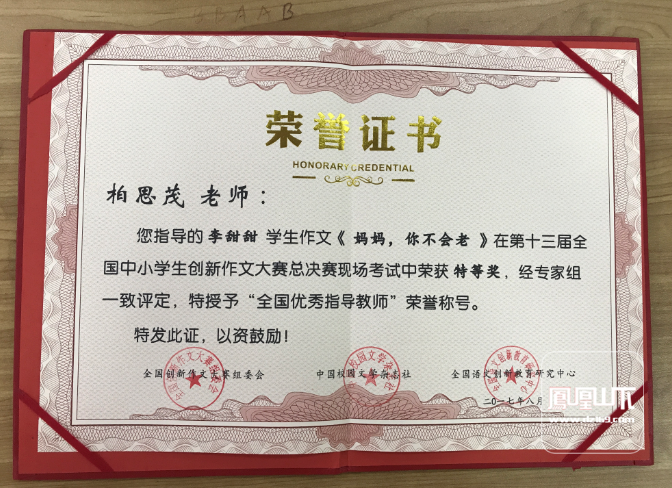 荣誉证书
HONORARY CREDENTIAL
柏思茂 老师：
您指导的 李甜甜 学生作文《 妈妈，你不会老 》在第十三届全
国中小学生创新作文大赛总决赛现场考试中荣获 特等奖，经专家组
一致评定，特授予“全国优秀指导教师”荣誉称号。
特发此证，以资鼓励！
全国创新作文大赛组委会 中国校园文学杂志社 全国语文创新教育研究中心
二〇一七年八月
凤凰山下